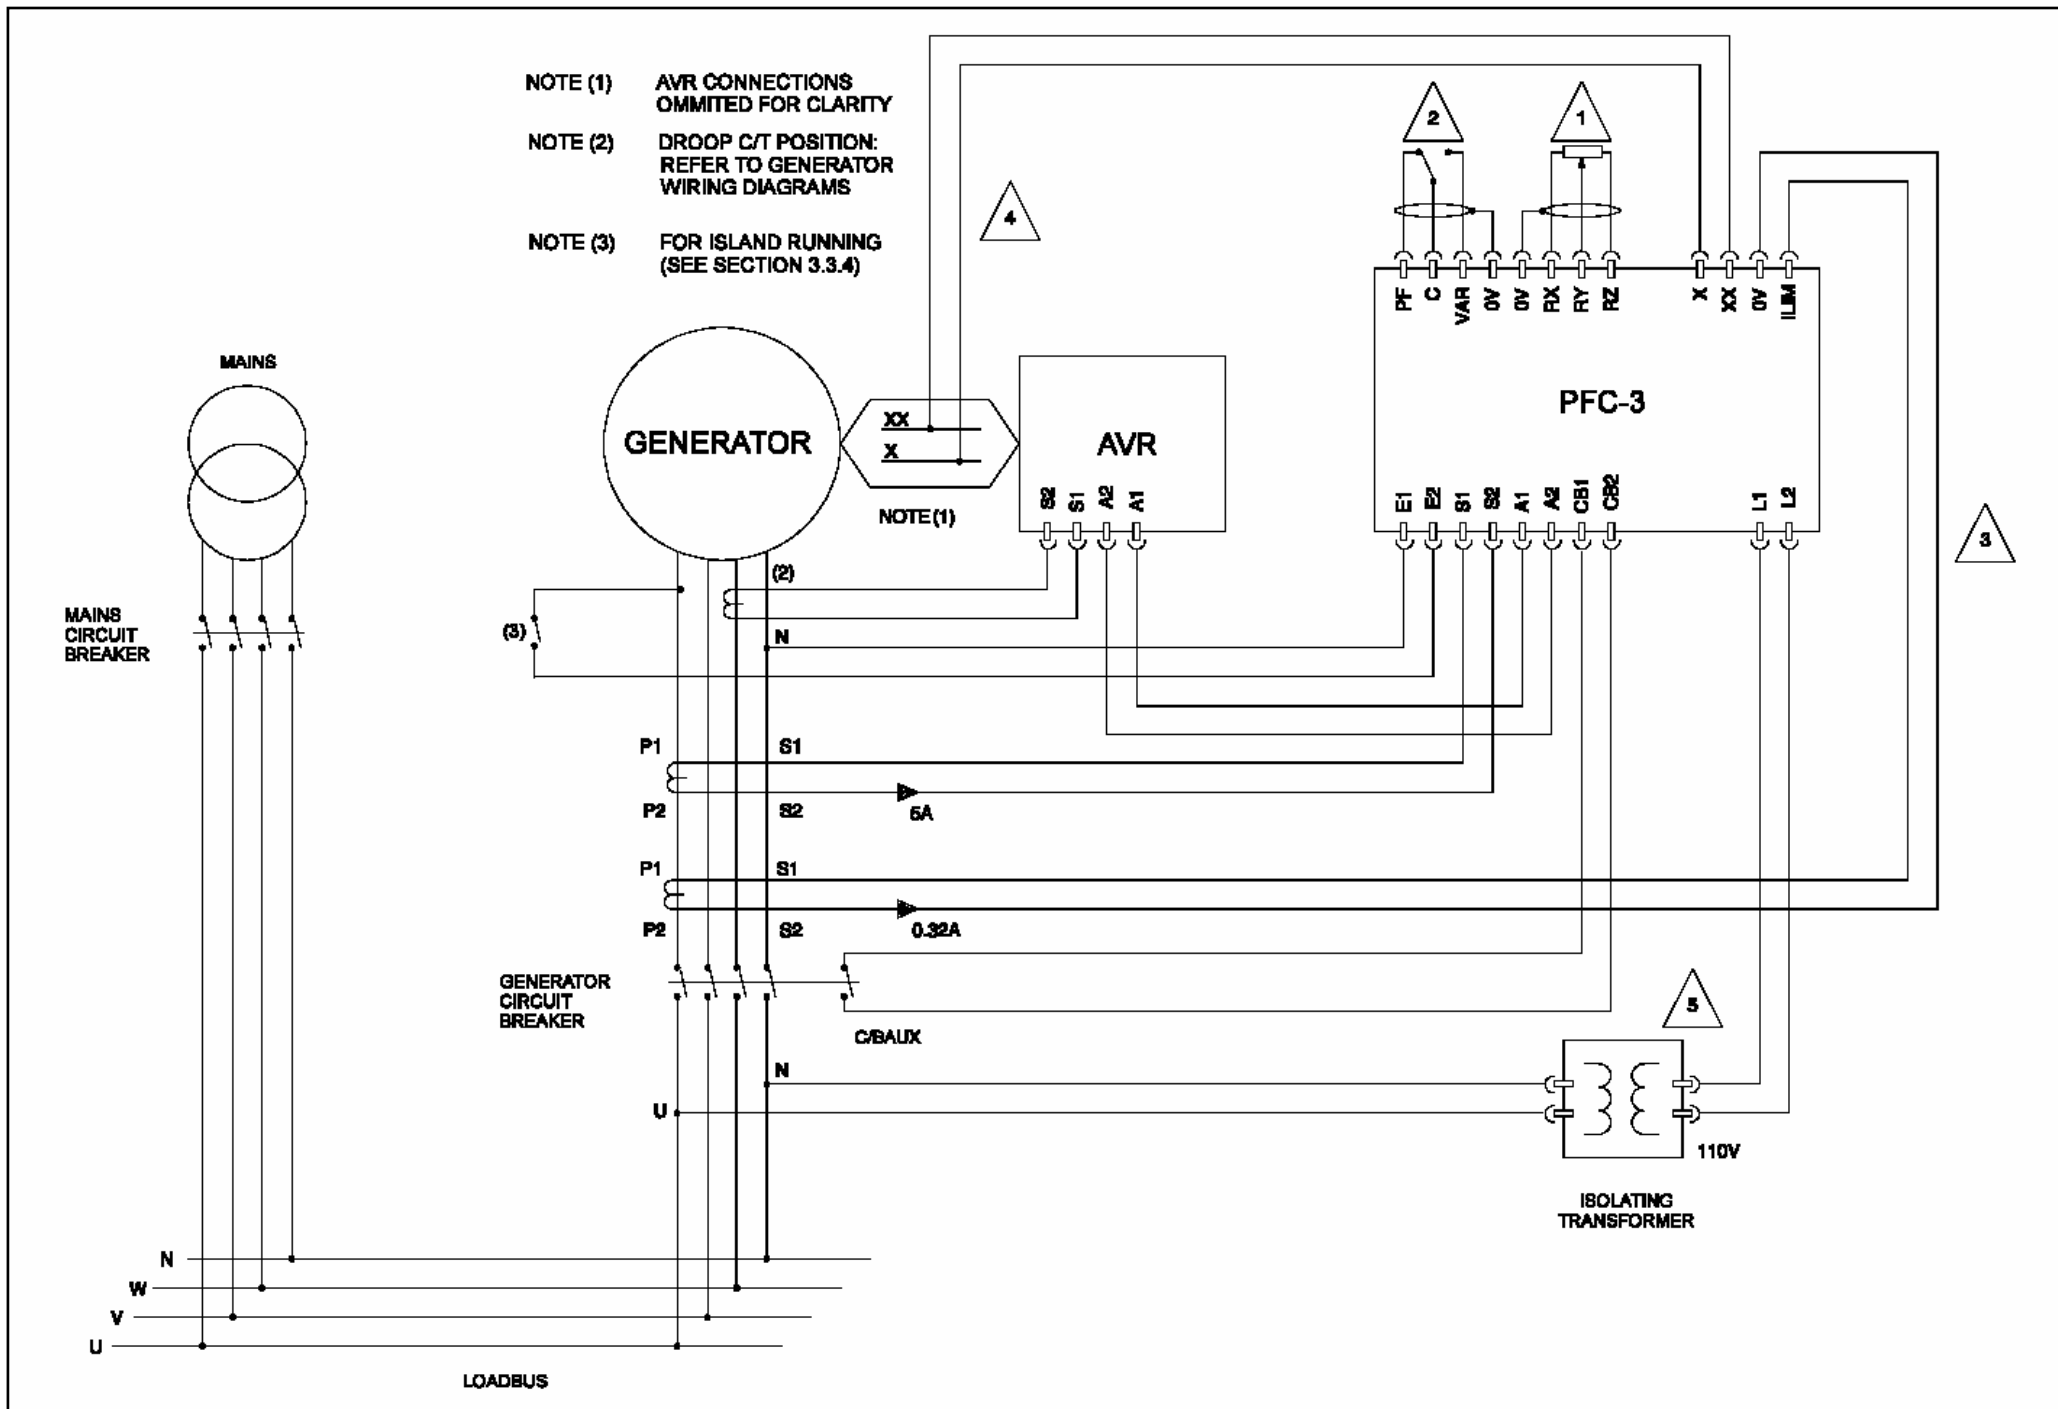 NOTE (1) AVR CONNECTIONS
OMMITED FOR CLARITY
NOTE (2) DROOP C/T POSITION:
REFER TO GENERATOR
WIRING DIAGRAMS
NOTE (3) FOR ISLAND RUNNING
(SEE SECTION 3.3.4)
4
2
1
PF C VAR 0V 0V RX RY RZ X XX 0V ILIM
PFC-3
E1 E2 S1 S2 A1 A2 CB1 CB2 L1 L2
3
MAINS
GENERATOR
XX
X
NOTE (1)
AVR
S2 S1 A2 A1
MAINS
CIRCUIT
BREAKER
(2)
(3)
N
P1 S1
P2 S2
5A
P1 S1
P2 S2
0.32A
GENERATOR
CIRCUIT
BREAKER
C/BAUX
5
N
U
110V
ISOLATING
TRANSFORMER
N
W
V
U
LOADBUS